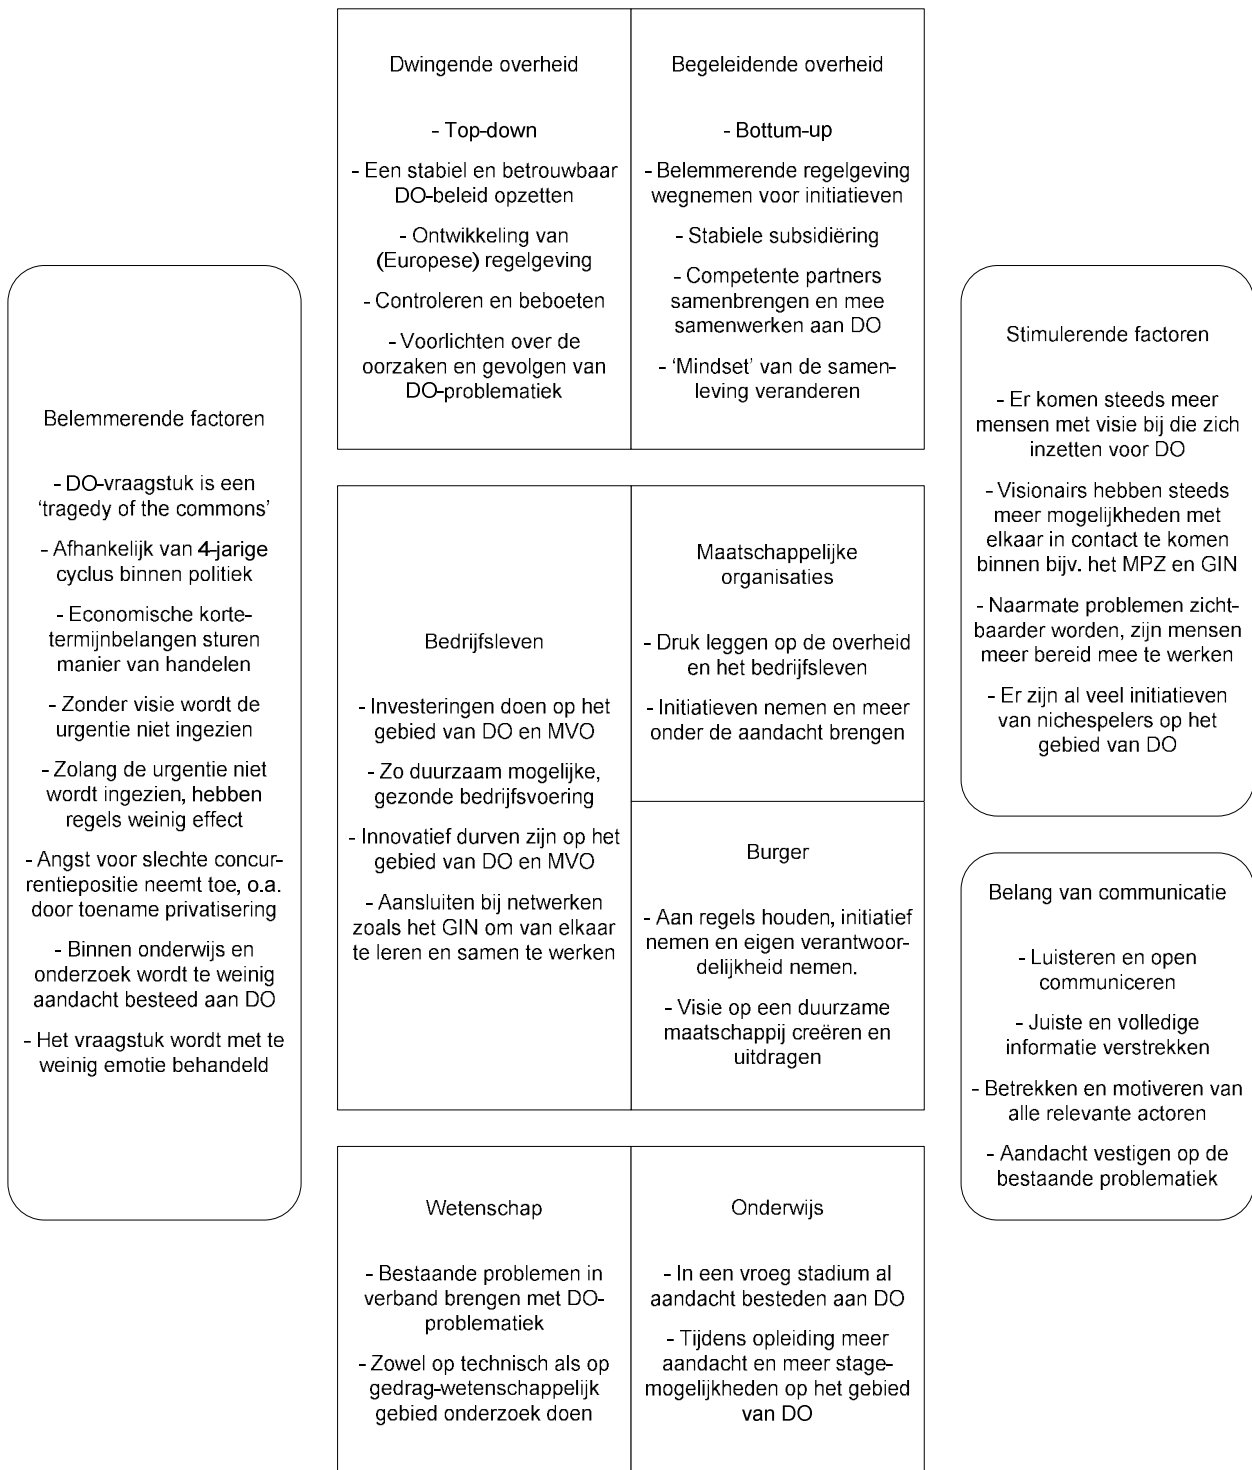 Dwingende overheid
- Top-down
- Een stabiel en betrouwbaar
DO-beleid opzetten
- Ontwikkeling van
(Europese) regelgeving
- Controleren en beboeten
- Voorlichten over de
oorzaken en gevolgen van
DO-problematiek
Begeleidende overheid
- Bottum-up
- Belemmerende regelgeving
wegnemen voor initiatieven
- Stabiele subsidiëring
- Competente partners
samenbrengen en mee
samenwerken aan DO
- ‘Mindset’ van de samen-
leving veranderen
Belemmerende factoren
- DO-vraagstuk is een
‘tragedy of the commons’
- Afhankelijk van 4-jarige
cyclus binnen politiek
- Economische korte-
termijnbelangen sturen
manier van handelen
- Zonder visie wordt de
urgentie niet ingezien
- Zolang de urgentie niet
wordt ingezien, hebben
regels weinig effect
- Angst voor slechte concur-
rentiepositie neemt toe, o.a.
door toename privatisering
- Binnen onderwijs en
onderzoek wordt te weinig
aandacht besteed aan DO
- Het vraagstuk wordt met te
weinig emotie behandeld
Bedrijfsleven
- Investeringen doen op het
gebied van DO en MVO
- Zo duurzaam mogelijke,
gezonde bedrijfsvoering
- Innovatief durven zijn op het
gebied van DO en MVO
- Aansluiten bij netwerken
zoals het GIN om van elkaar
te leren en samen te werken
Maatschappelijke
organisaties
- Druk leggen op de overheid
en het bedrijfsleven
- Initiatieven nemen en meer
onder de aandacht brengen
Burger
- Aan regels houden, initiatief
nemen en eigen verantwoor-
delijkheid nemen.
- Visie op een duurzame
maatschappij creëren en
uitdragen
Stimulerende factoren
- Er komen steeds meer
mensen met visie bij die zich
inzetten voor DO
- Visionairs hebben steeds
meer mogelijkheden met
elkaar in contact te komen
binnen bijv. het MPZ en GIN
- Naarmate problemen zicht-
baarder worden, zijn mensen
meer bereid mee te werken
- Er zijn al veel initiatieven
van nichespelers op het
gebied van DO
Belang van communicatie
- Luisteren en open
communiceren
- Juiste en volledige
informatie verstrekken
- Betrekken en motiveren van
alle relevante actoren
- Aandacht vestigen op de
bestaande problematiek
Wetenschap
- Bestaande problemen in
verband brengen met DO-
problematiek
- Zowel op technisch als op
gedrag-wetenschappelijk
gebied onderzoek doen
Onderwijs
- In een vroeg stadium al
aandacht besteden aan DO
- Tijdens opleiding meer
aandacht en meer stage-
mogelijkheden op het gebied
van DO